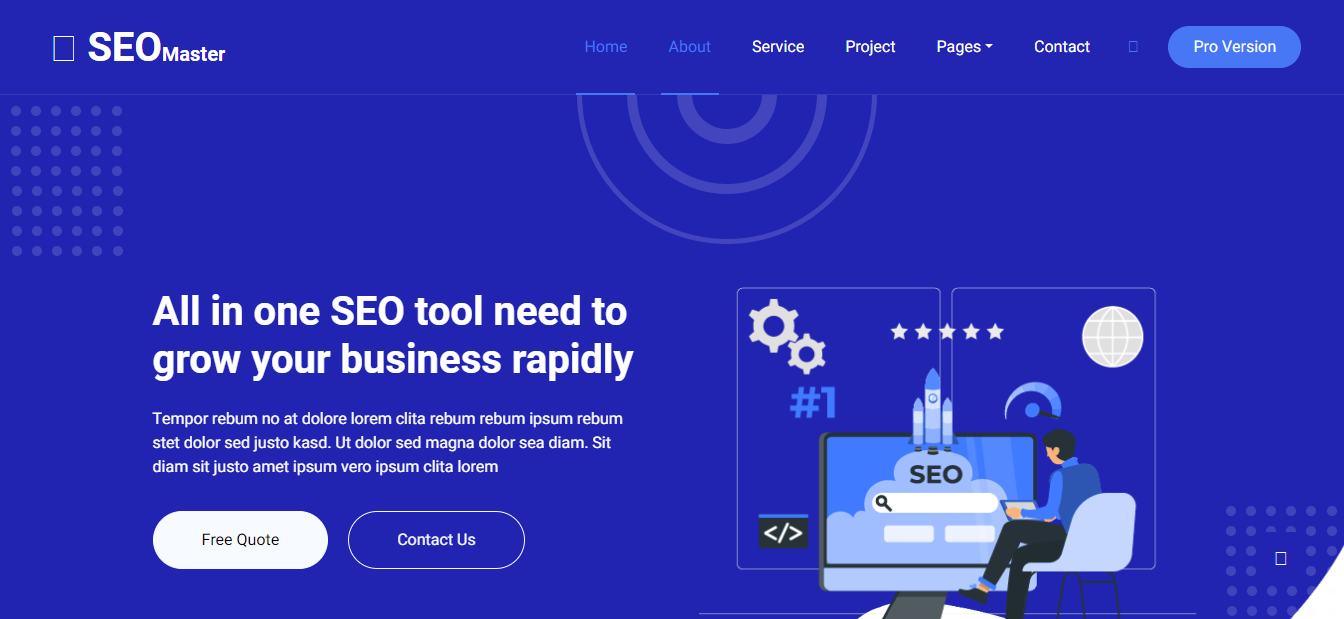 SEOMaster
Home About Service Project Pages Contact Pro Version
All in one SEO tool need to
grow your business rapidly
Tempor rebum no at dolore lorem clita rebum rebum ipsum rebum
stet dolor sed justo kasd. Ut dolor sed magna dolor sea diam. Sit
diam sit justo amet ipsum vero ipsum clita lorem
Free Quote Contact Us
#1
SEO
</>